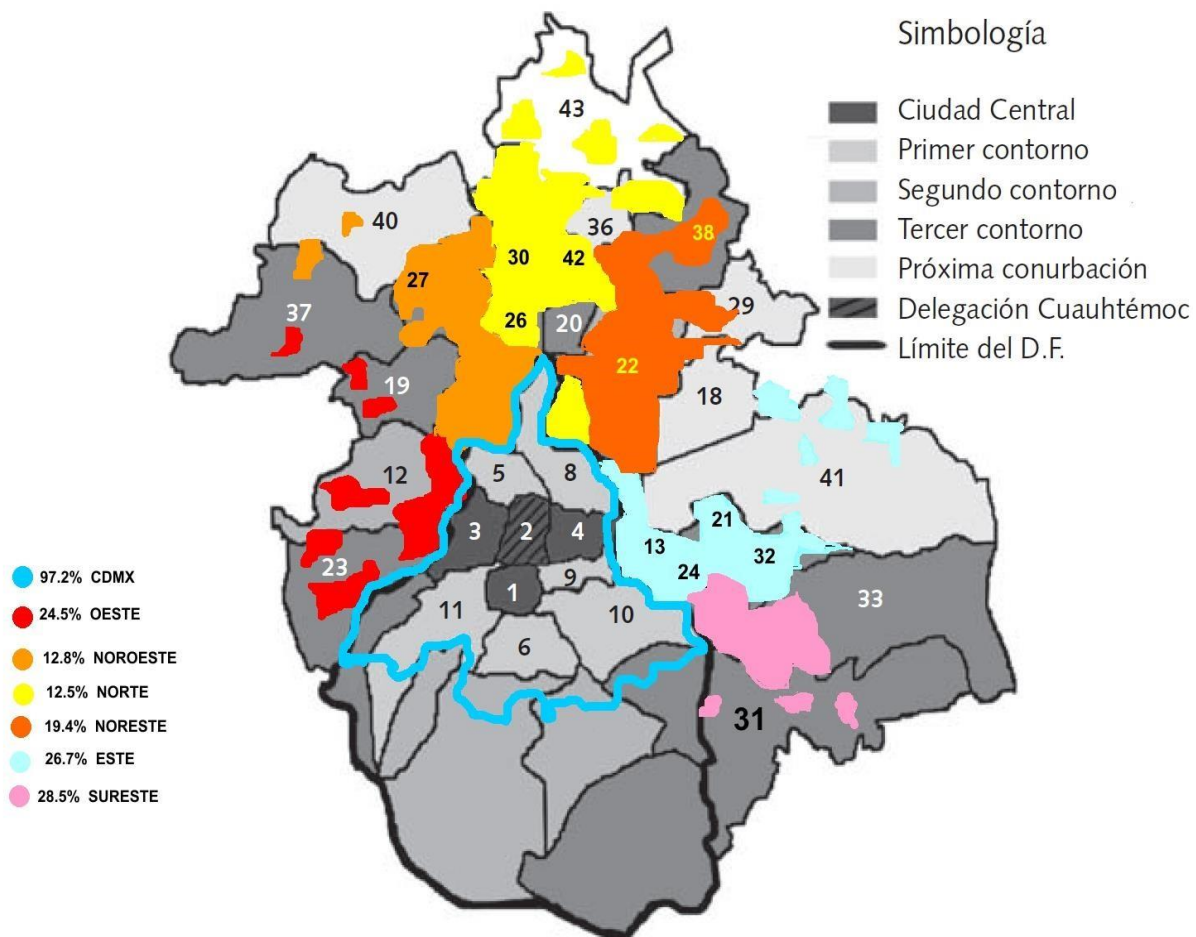 Simbología
Ciudad Central
Primer contorno
Segundo contorno
Tercer contorno
Próxima conurbación
Delegación Cuauhtémoc
Límite del D.F.
43
40
36
38
30
42
27
37
26
20
29
22
19
18
12
5
8
41
3
2
4
13
21
24
32
23
1
9
33
11
10
6
31
97.2% CDMX
24.5% OESTE
12.8% NOROESTE
12.5% NORTE
19.4% NORESTE
26.7% ESTE
28.5% SURESTE